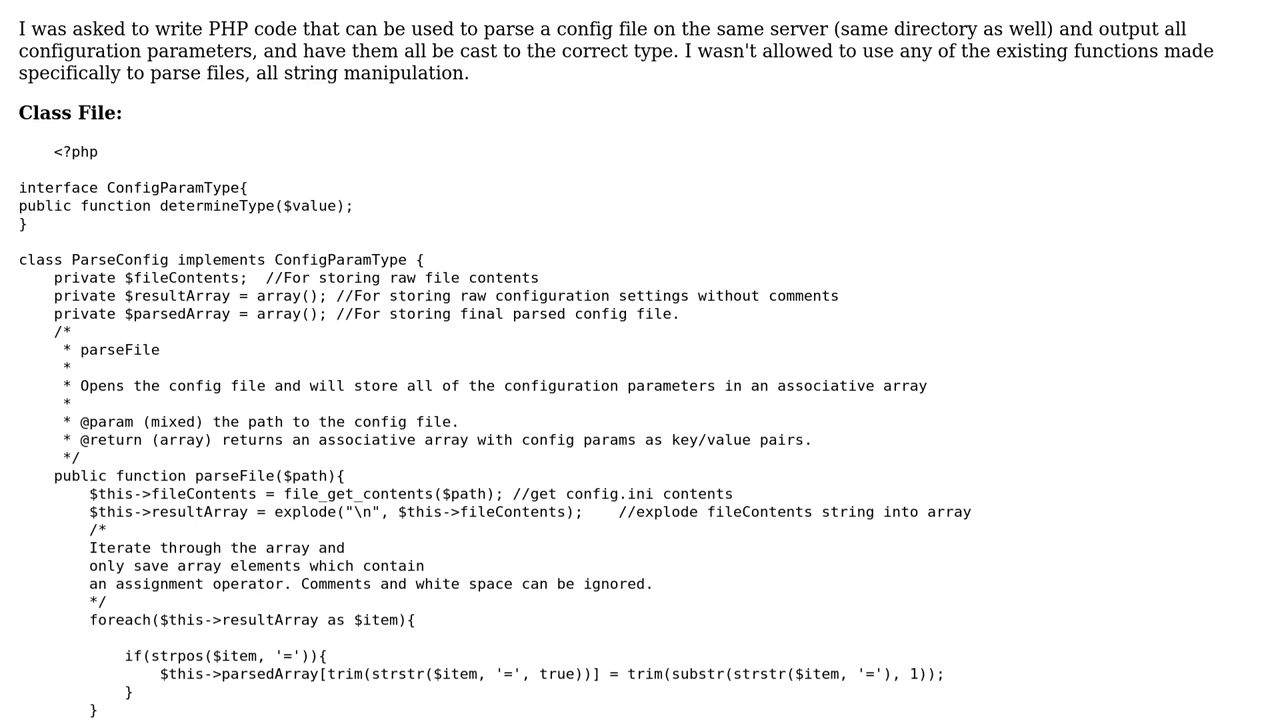 I was asked to write PHP code that can be used to parse a config file on the same server (same directory as well) and output all
configuration parameters, and have them all be cast to the correct type. I wasn't allowed to use any of the existing functions made
specifically to parse files, all string manipulation.
Class File:
    <?php
interface ConfigParamType{
public function determineType($value);
}
class ParseConfig implements ConfigParamType {
    private $fileContents;  //For storing raw file contents
    private $resultArray = array(); //For storing raw configuration settings without comments
    private $parsedArray = array(); //For storing final parsed config file.
    /*
     * parseFile
     *
     * Opens the config file and will store all of the configuration parameters in an associative array
     *
     * @param (mixed) the path to the config file.
     * @return (array) returns an associative array with config params as key/value pairs.
     */
    public function parseFile($path){
        $this->fileContents = file_get_contents($path); //get config.ini contents
        $this->resultArray = explode("\n", $this->fileContents);    //explode fileContents string into array
        /*
        Iterate through the array and
        only save array elements which contain
        an assignment operator. Comments and white space can be ignored.
        */
        foreach($this->resultArray as $item){
            if(strpos($item, '=')){
                $this->parsedArray[trim(strstr($item, '=', true))] = trim(substr(strstr($item, '='), 1));
            }
        }